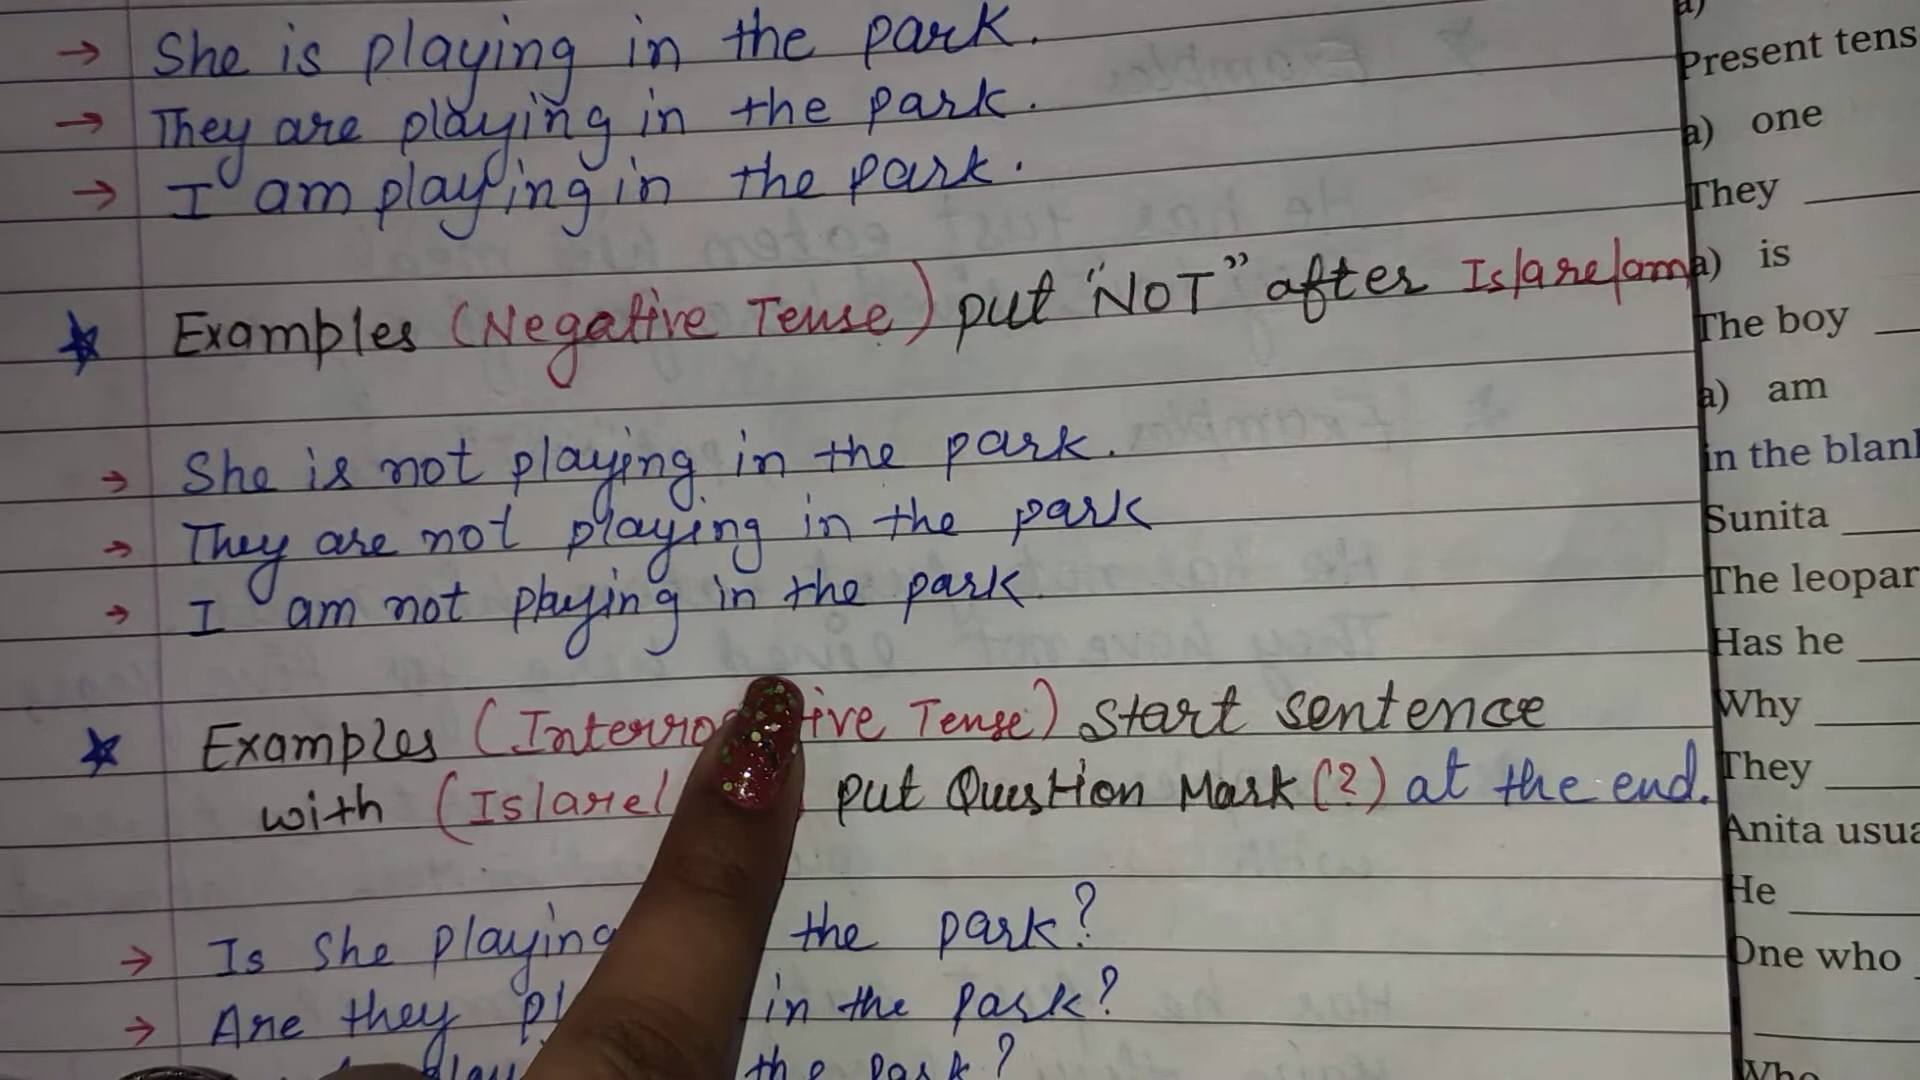 She is playing in the park.
They are playing in the park.
I am playing in the park.
Examples (Negative Tense) put "NOT" after Is/are/am
She is not playing in the park.
They are not playing in the park
I am not playing in the park
Examples (Tense) Start sentence
with (Is/are/ put Question Mark (?) at the end.
Is She playing the park?
Are they in the park?
the park?
a)
Present tens
a) one
They
a) is
The boy
a) am
in the blank
Sunita
The leopar
Has he
Why
They
Anita usua
He
One who
Who